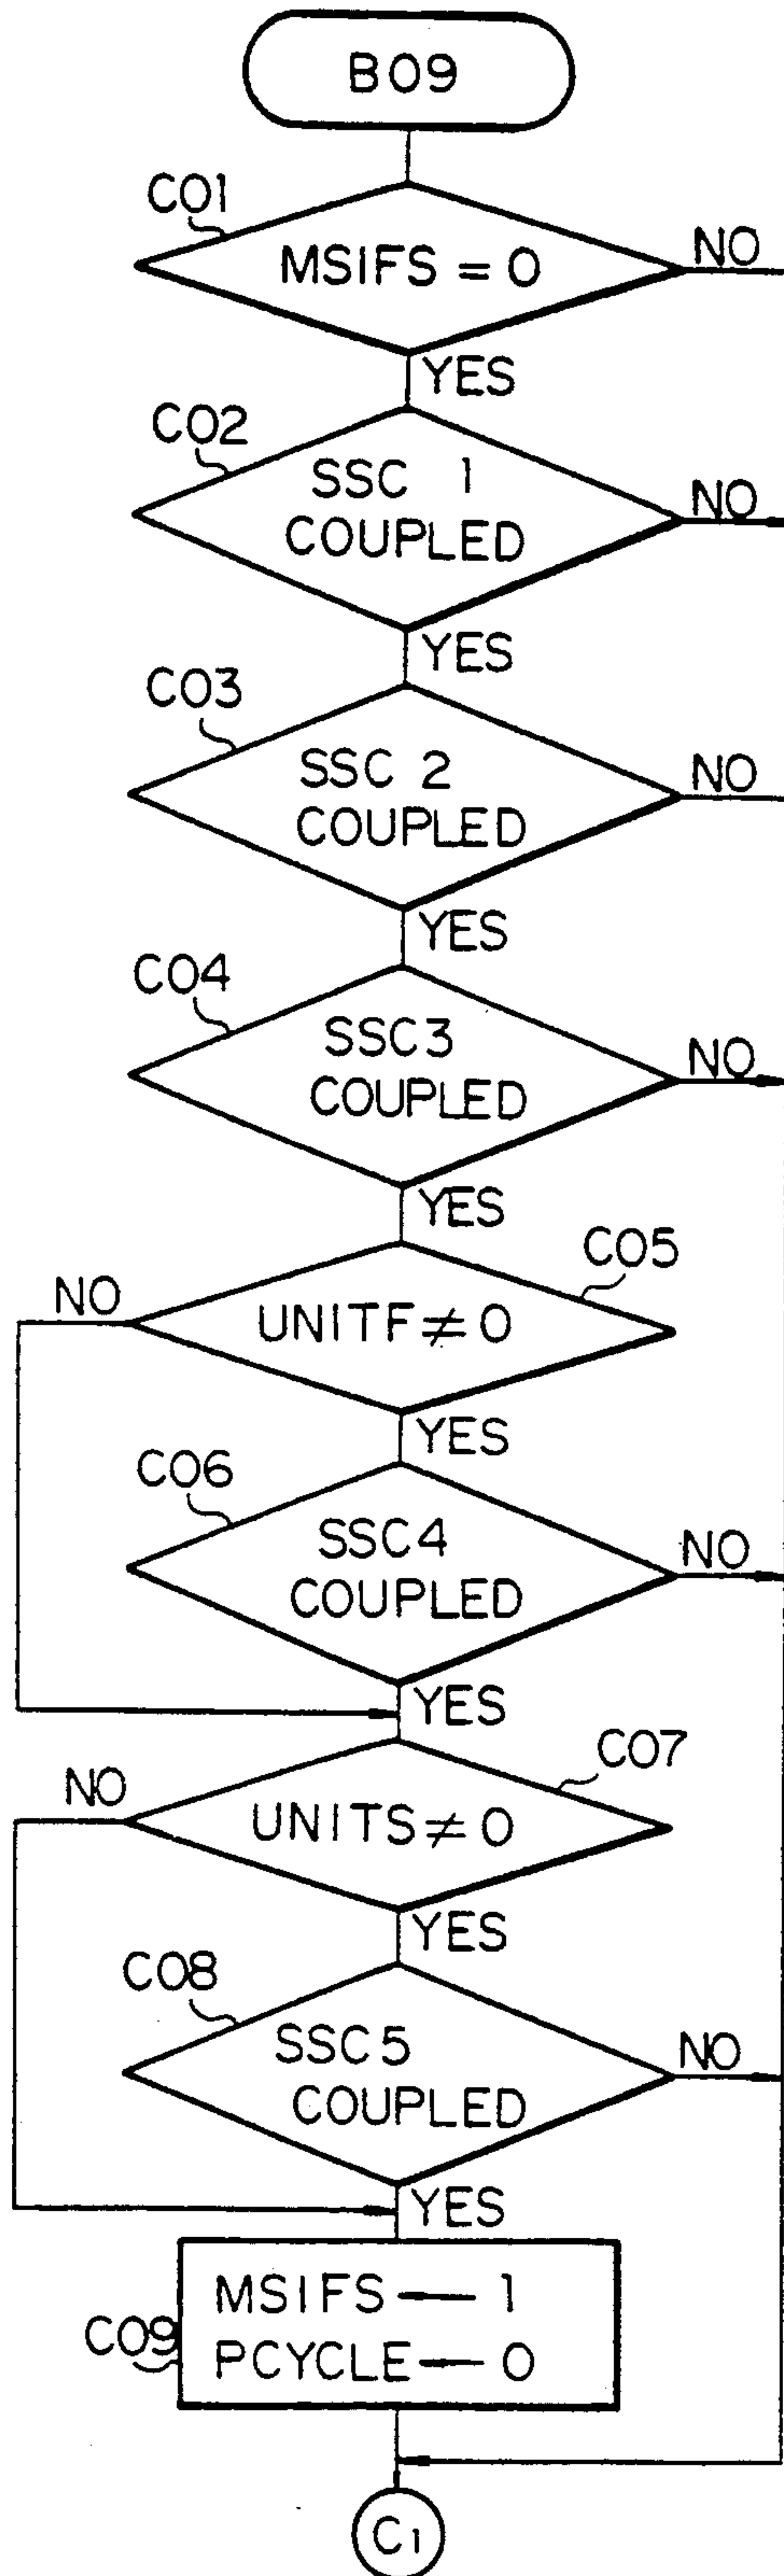 B09
C01
MSIFS = 0
NO
YES
C02
SSC 1
COUPLED
NO
YES
C03
SSC 2
COUPLED
NO
YES
C04
SSC3
COUPLED
NO
YES
C05
NO
UNITF ≠ 0
YES
C06
SSC4
COUPLED
NO
YES
C07
NO
UNITS ≠ 0
YES
C08
SSC5
COUPLED
NO
YES
MSIFS ← 1
C09
PCYCLE ← 0
C1